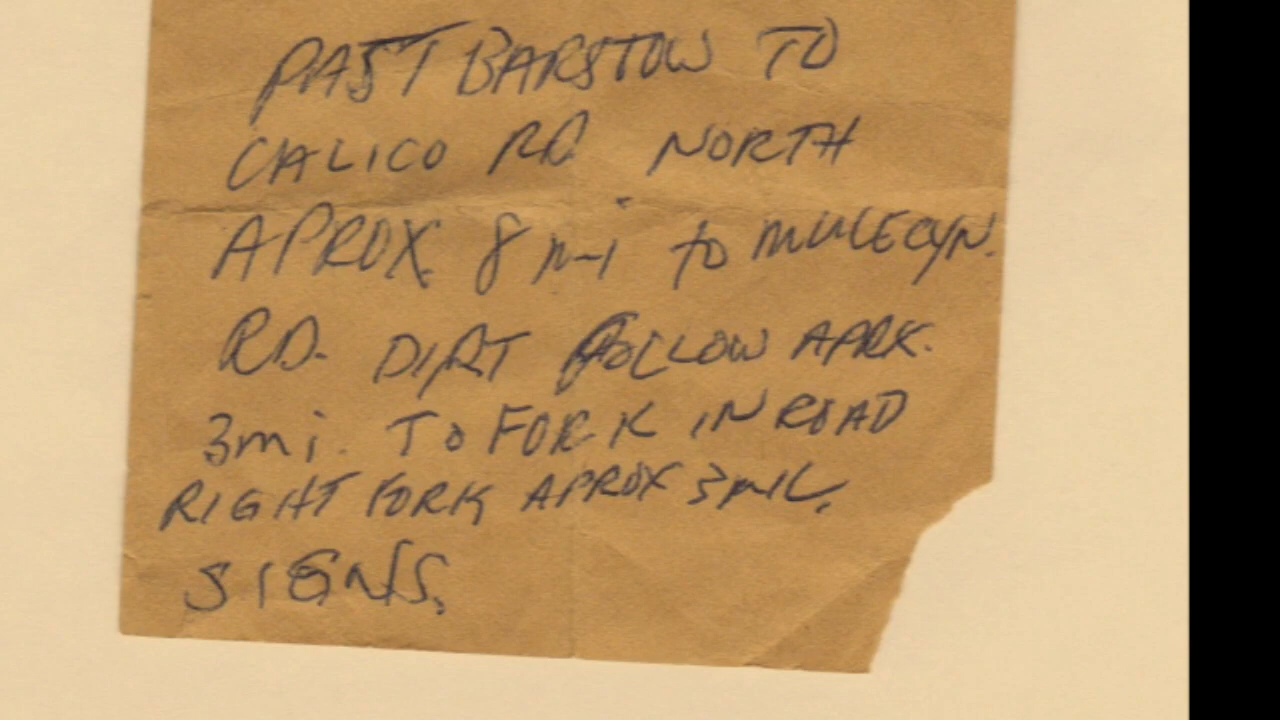 PAST BARSTOW TO
CALICO RD NORTH
APROX. 8 mi to MULE CYN.
RD. DIRT FOLLOW APRX.
3mi. To FORK IN ROAD
RIGHT FORK APROX 3 MIL.
SIGNS.